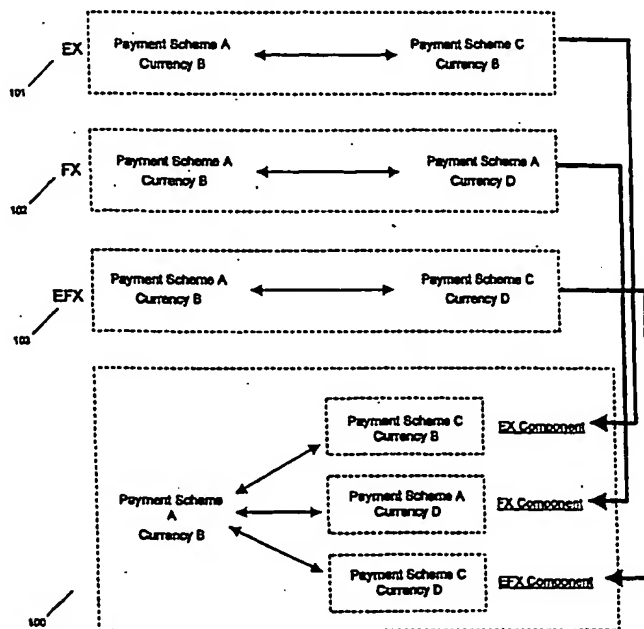 EX
Payment Scheme A
Currency B
Payment Scheme C
Currency B
101
FX
Payment Scheme A
Currency B
Payment Scheme A
Currency D
102
EFX
Payment Scheme A
Currency B
Payment Scheme C
Currency D
103
Payment Scheme C
Currency B
EX Component
Payment Scheme
A
Currency B
Payment Scheme A
Currency D
FX Component
Payment Scheme C
Currency D
EFX Component
100